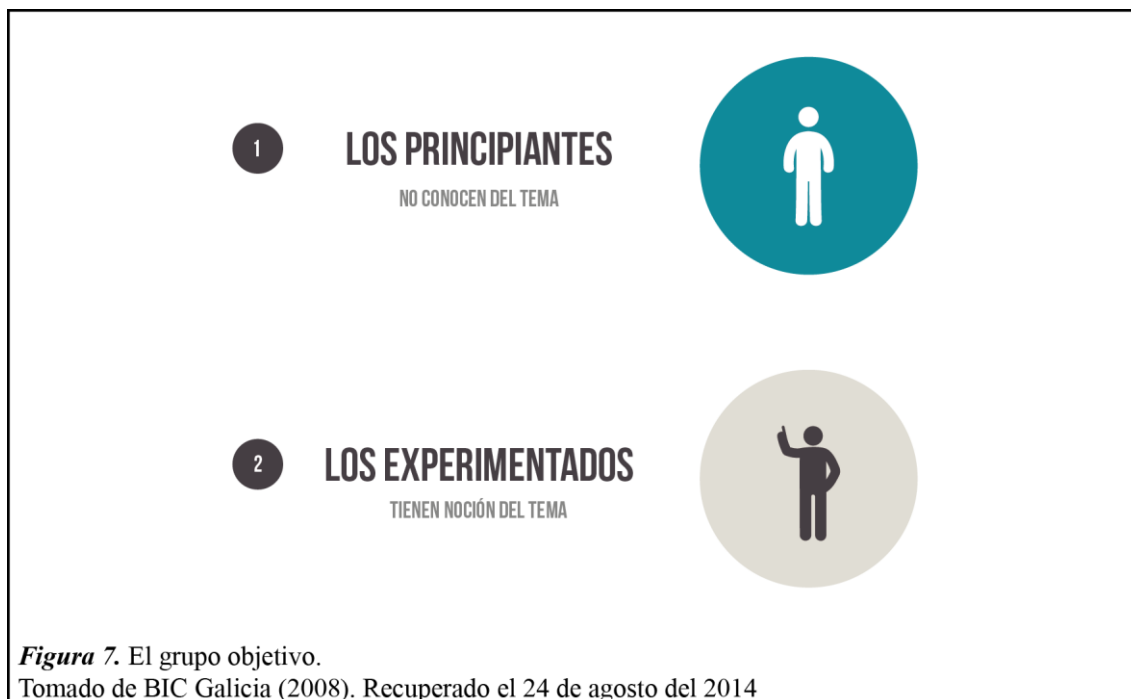 1
LOS PRINCIPIANTES
NO CONOCEN DEL TEMA
2
LOS EXPERIMENTADOS
TIENEN NOCIÓN DEL TEMA
Figura 7. El grupo objetivo.
Tomado de BIC Galicia (2008). Recuperado el 24 de agosto del 2014